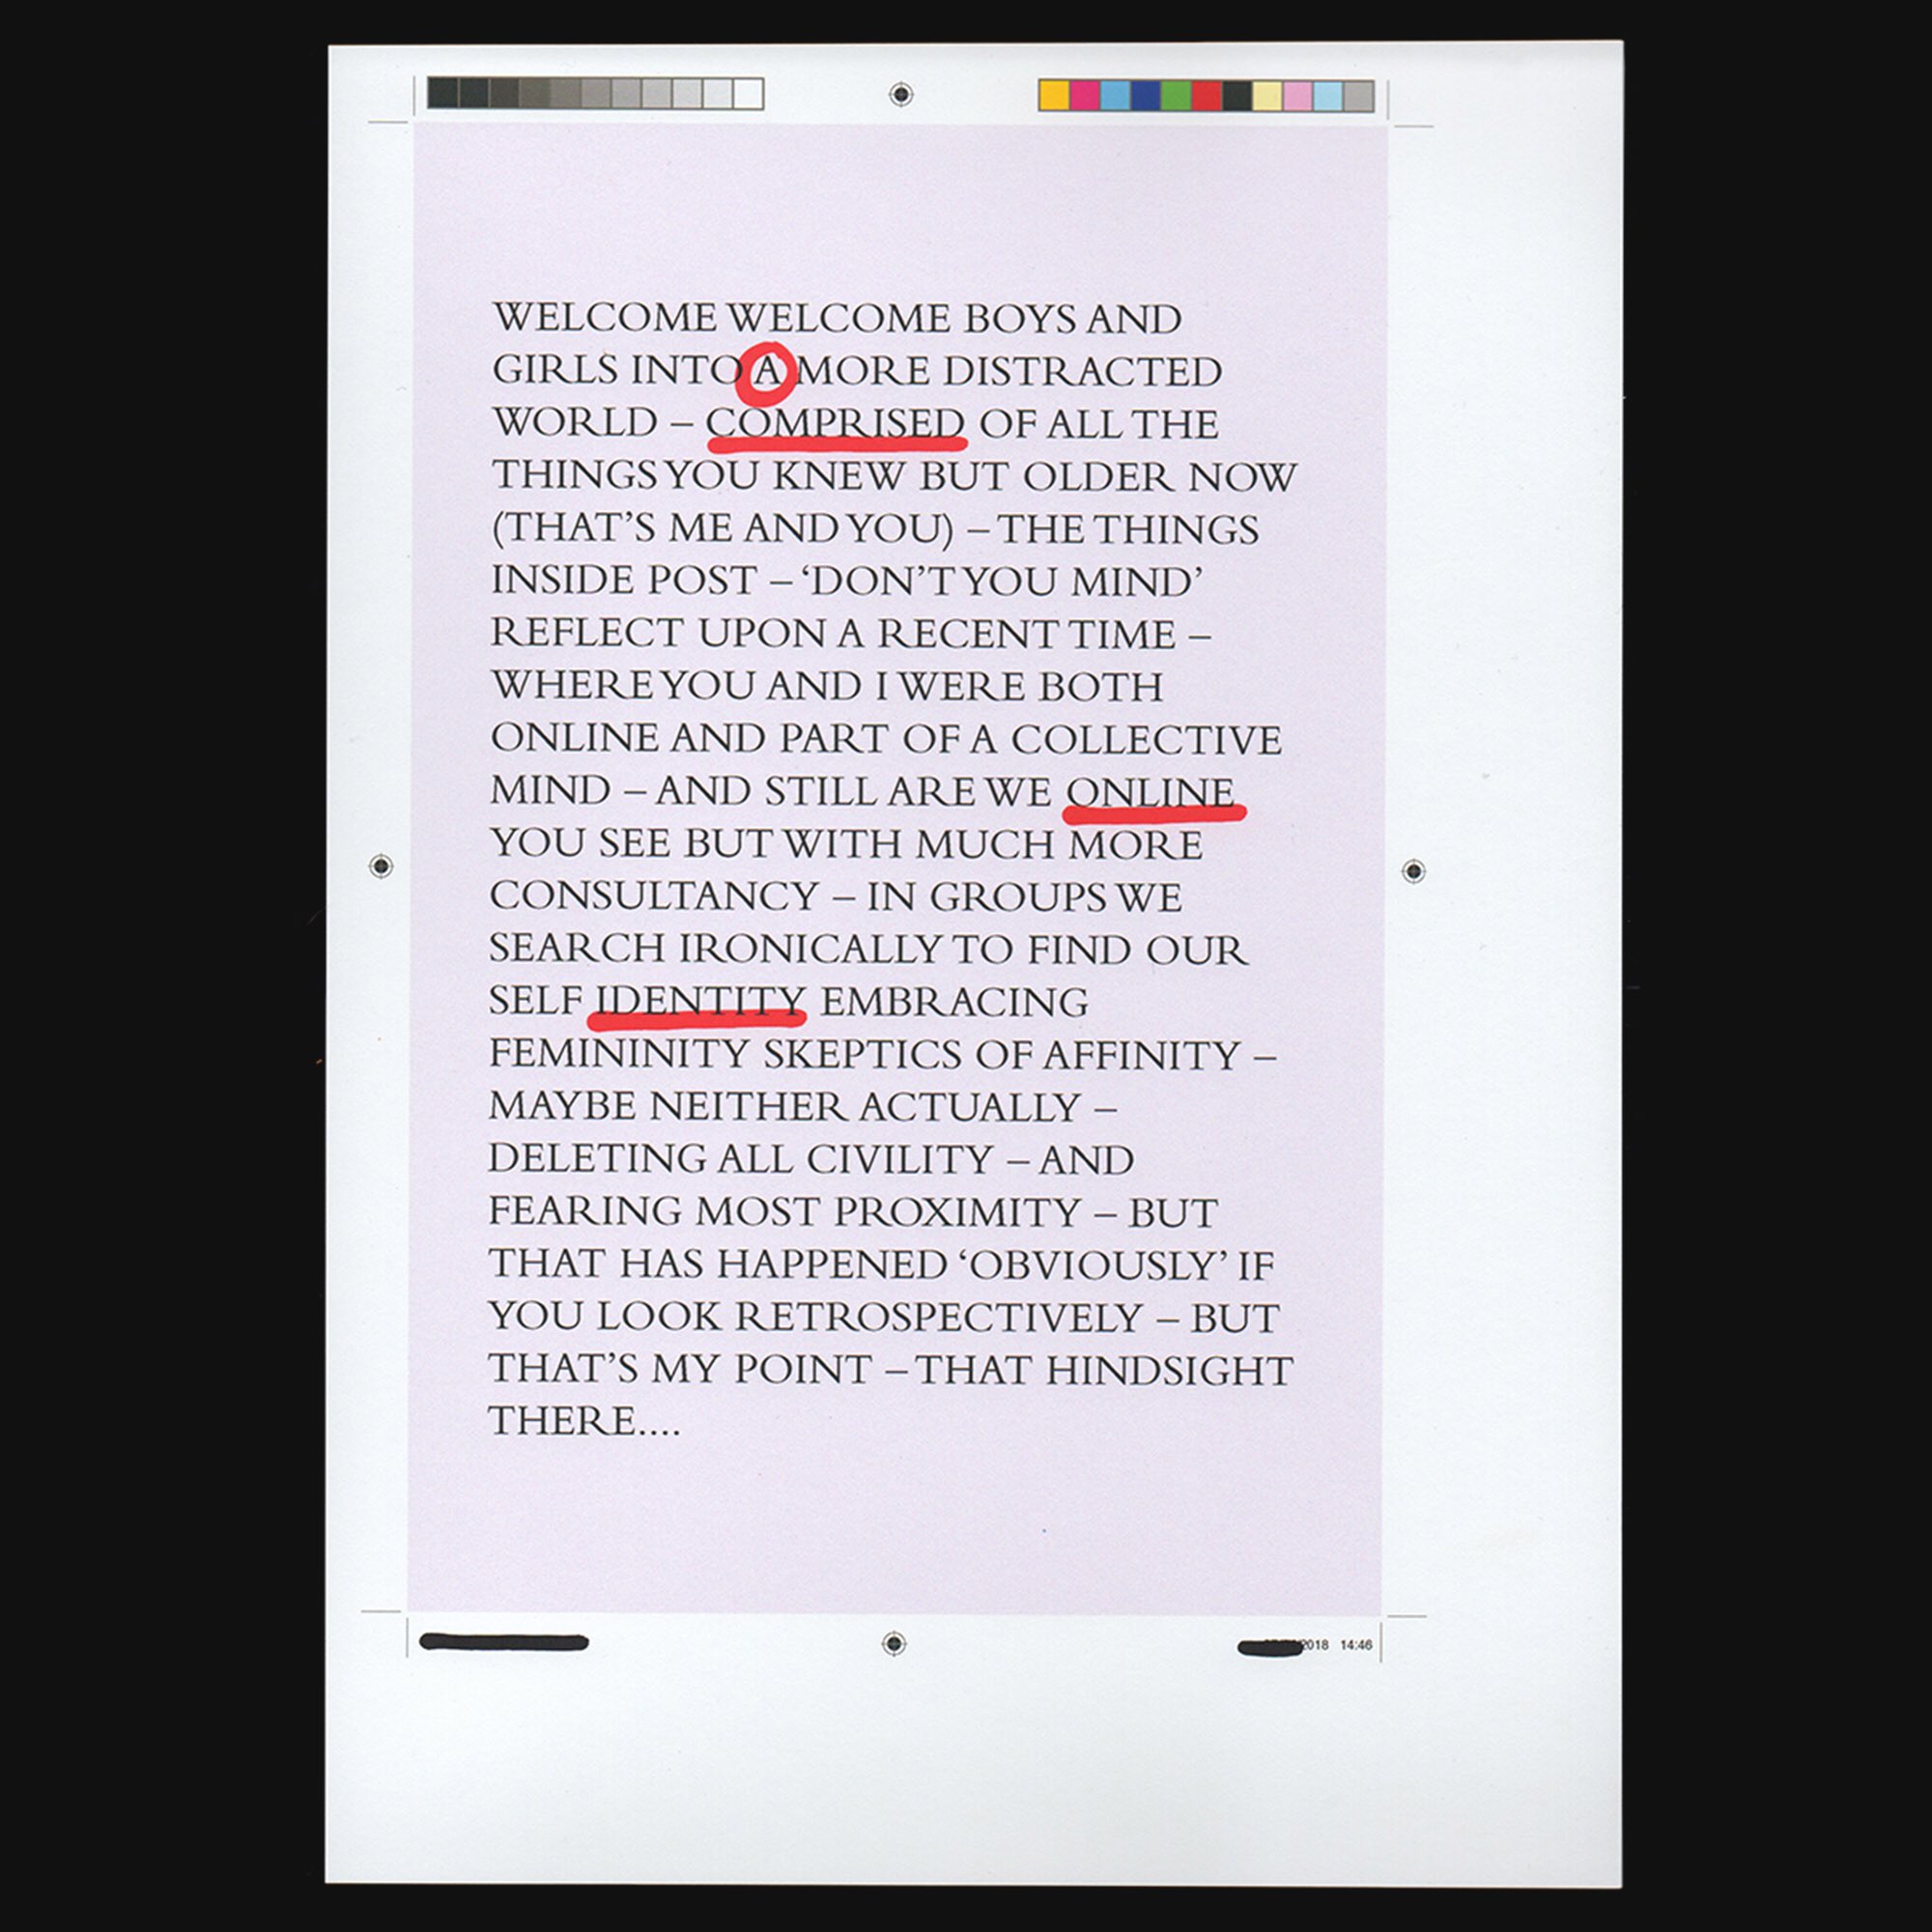 WELCOME WELCOME BOYS AND
GIRLS INTO A MORE DISTRACTED
WORLD – COMPRISED OF ALL THE
THINGS YOU KNEW BUT OLDER NOW
(THAT’S ME AND YOU) – THE THINGS
INSIDE POST – ‘DON’T YOU MIND’
REFLECT UPON A RECENT TIME –
WHERE YOU AND I WERE BOTH
ONLINE AND PART OF A COLLECTIVE
MIND – AND STILL ARE WE ONLINE
YOU SEE BUT WITH MUCH MORE
CONSULTANCY – IN GROUPS WE
SEARCH IRONICALLY TO FIND OUR
SELF IDENTITY EMBRACING
FEMININITY SKEPTICS OF AFFINITY –
MAYBE NEITHER ACTUALLY –
DELETING ALL CIVILITY – AND
FEARING MOST PROXIMITY – BUT
THAT HAS HAPPENED ‘OBVIOUSLY’ IF
YOU LOOK RETROSPECTIVELY – BUT
THAT’S MY POINT – THAT HINDSIGHT
THERE....
2018 14:46